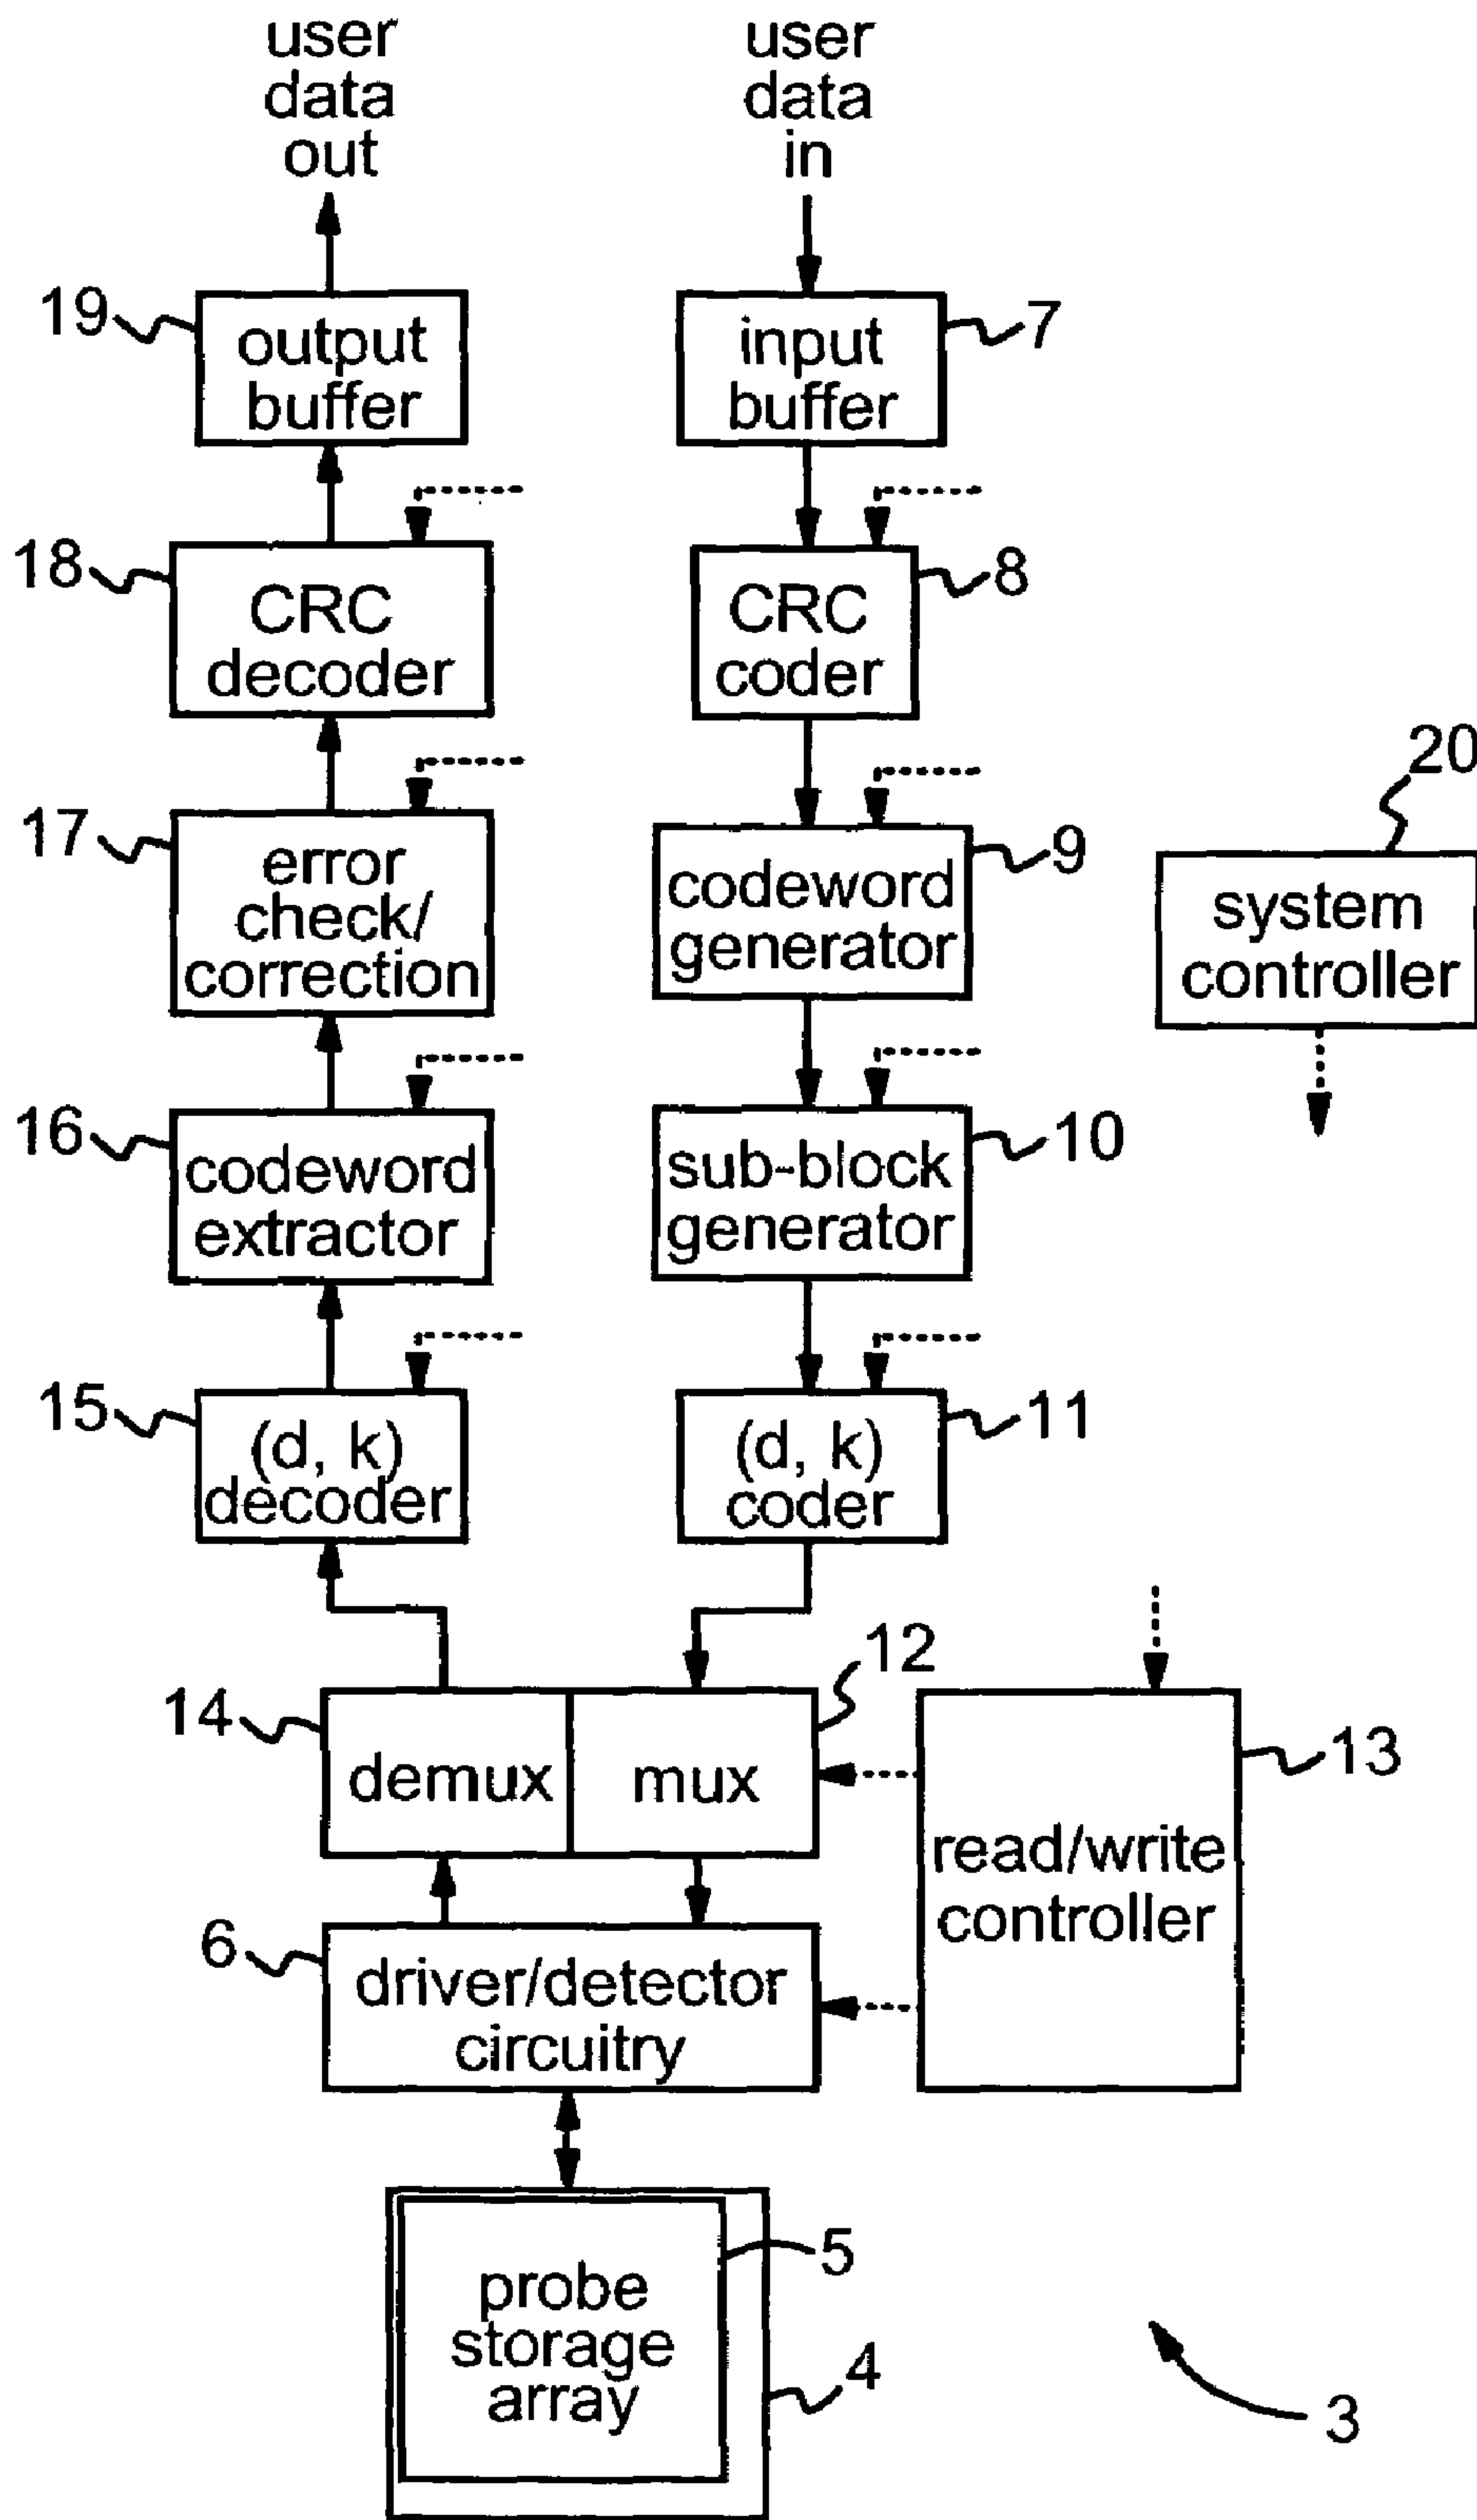 user
data
out
user
data
in
19
output
buffer
input
buffer
7
18
CRC
decoder
CRC
coder
8
20
17
error
check/
correction
codeword
generator
9
system
controller
16
codeword
extractor
sub-block
generator
10
15
(d, k)
decoder
(d, k)
coder
11
12
14
demux
mux
13
read/write
controller
6
driver/detector
circuitry
5
probe
storage
array
4
3